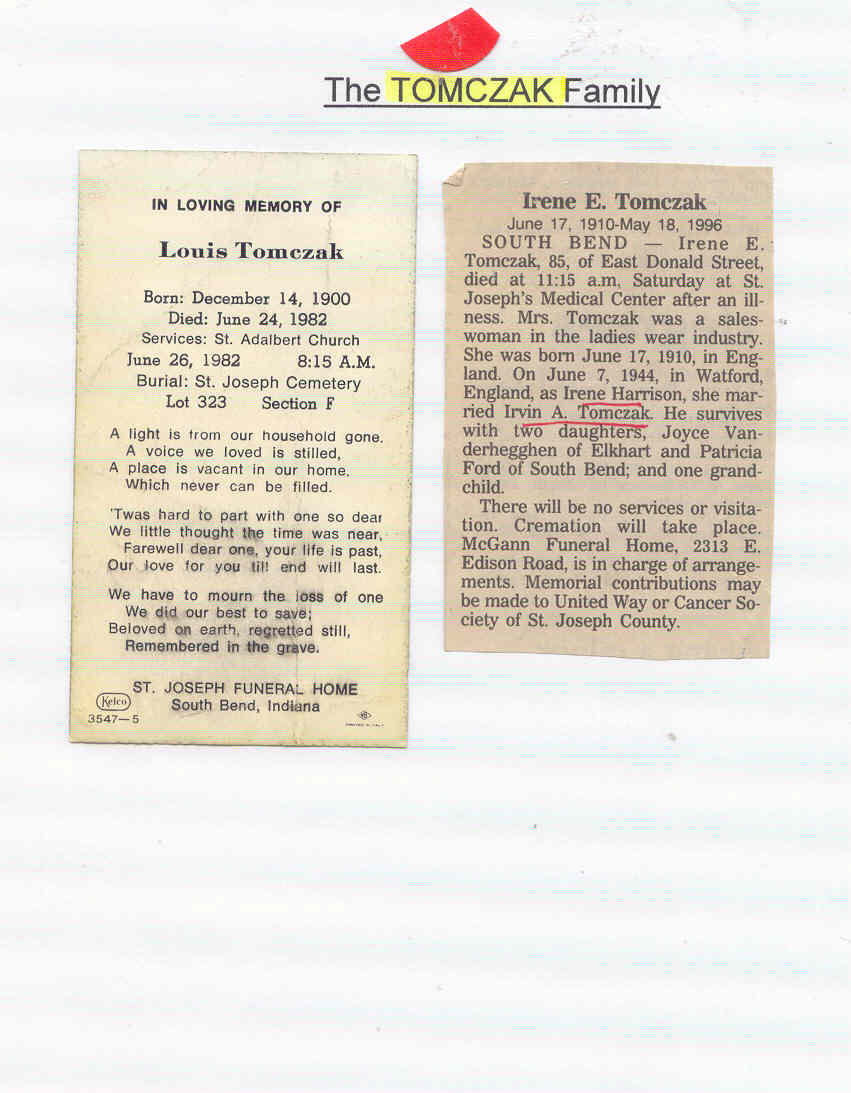 The TOMCZAK Family
IN LOVING MEMORY OF
Louis Tomczak
Born: December 14, 1900
Died: June 24, 1982
Services: St. Adalbert Church
June 26, 1982 8:15 A.M.
Burial: St. Joseph Cemetery
Lot 323 Section F
A light is from our household gone.
A voice we loved is stilled,
A place is vacant in our home.
Which never can be filled.
'Twas hard to part with one so dear
We little thought the time was near,
Farewell dear one, your life is past,
Our love for you till end will last.
We have to mourn the loss of one
We did our best to save;
Beloved on earth, regretted still,
Remembered in the grave.
ST. JOSEPH FUNERAL HOME
South Bend, Indiana
Kelco
3547-5
Irene E. Tomczak
June 17, 1910-May 18, 1996
SOUTH BEND — Irene E.
Tomczak, 85, of East Donald Street,
died at 11:15 a.m, Saturday at St.
Joseph's Medical Center after an ill-
ness. Mrs. Tomczak was a sales-
woman in the ladies wear industry.
She was born June 17, 1910, in Eng-
land. On June 7, 1944, in Watford,
England, as Irene Harrison, she mar-
ried Irvin A. Tomczak. He survives
with two daughters, Joyce Van-
derhegghen of Elkhart and Patricia
Ford of South Bend; and one grand-
child.
There will be no services or visita-
tion. Cremation will take place.
McGann Funeral Home, 2313 E.
Edison Road, is in charge of arrange-
ments. Memorial contributions may
be made to United Way or Cancer So-
ciety of St. Joseph County.